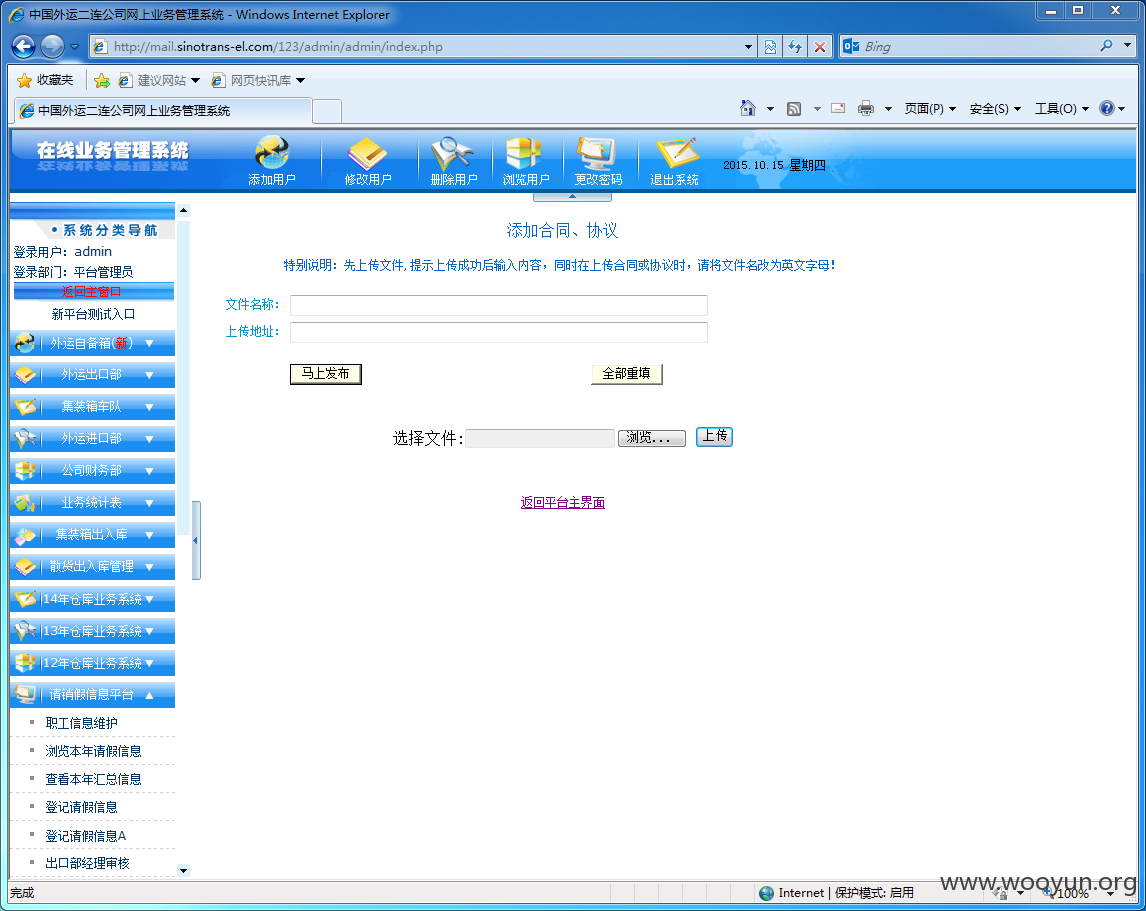 中国外运二连公司网上业务管理系统 - Windows Internet Explorer
http://mail.sinotrans-el.com/123/admin/admin/index.php
Bing
收藏夹 建议网站 网页快讯库
中国外运二连公司网上业务管理系统
页面(P) 安全(S) 工具(O)
在线业务管理系统
添加用户 修改用户 删除用户 浏览用户 更改密码 退出系统
2015.10.15 星期四
• 系统分类导航
登录用户: admin
登录部门: 平台管理员
返回主窗口
新平台测试入口
外运自备箱(新)
外运出口部
集装箱车队
外运进口部
公司财务部
业务统计表
集装箱出入库
散货出入库管理
14年仓库业务系统
13年仓库业务系统
12年仓库业务系统
请销假信息平台
职工信息维护
浏览本年请假信息
查看本年汇总信息
登记请假信息
登记请假信息A
出口部经理审核
添加合同、协议
特别说明：先上传文件,提示上传成功后输入内容，同时在上传合同或协议时，请将文件名改为英文字母！
文件名称：
上传地址：
马上发布 全部重填
选择文件: 浏览... 上传
返回平台主界面
完成
Internet | 保护模式: 启用
100%
www.wooyun.org